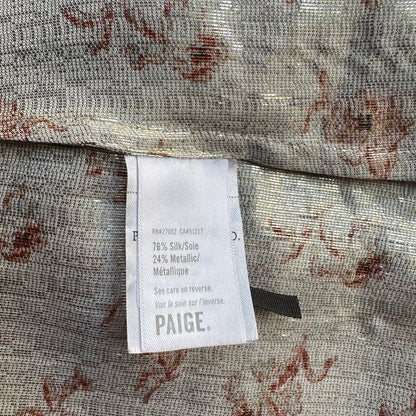 RN#27002 CA#51217
76% Silk/Soie
24% Metallic/
Métallique
See care on reverse.
Voir le soin sur l'inverse.
PAIGE.